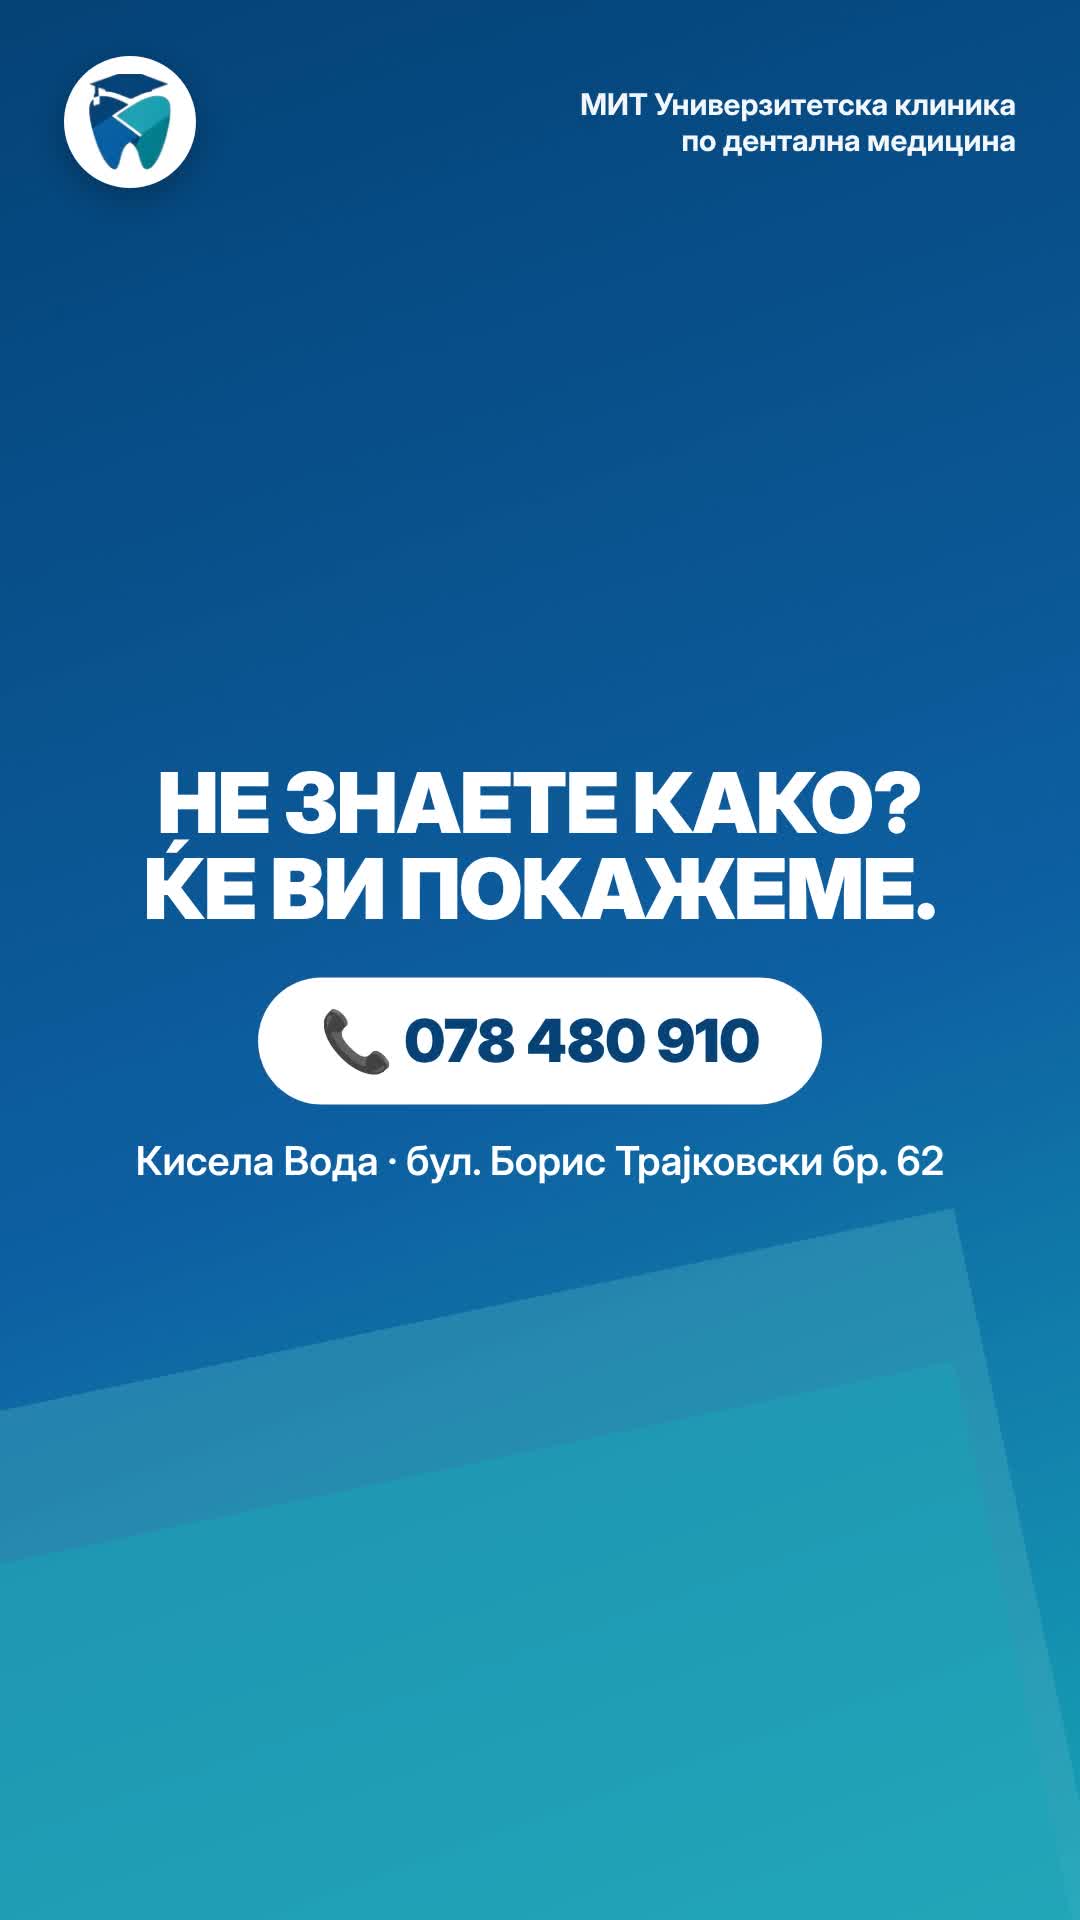 МИТ Универзитетска клиника
по дентална медицина
НЕ ЗНАЕТЕ КАКО?
ЌЕ ВИ ПОКАЖЕМЕ.
📞 078 480 910
Кисела Вода · бул. Борис Трајковски бр. 62